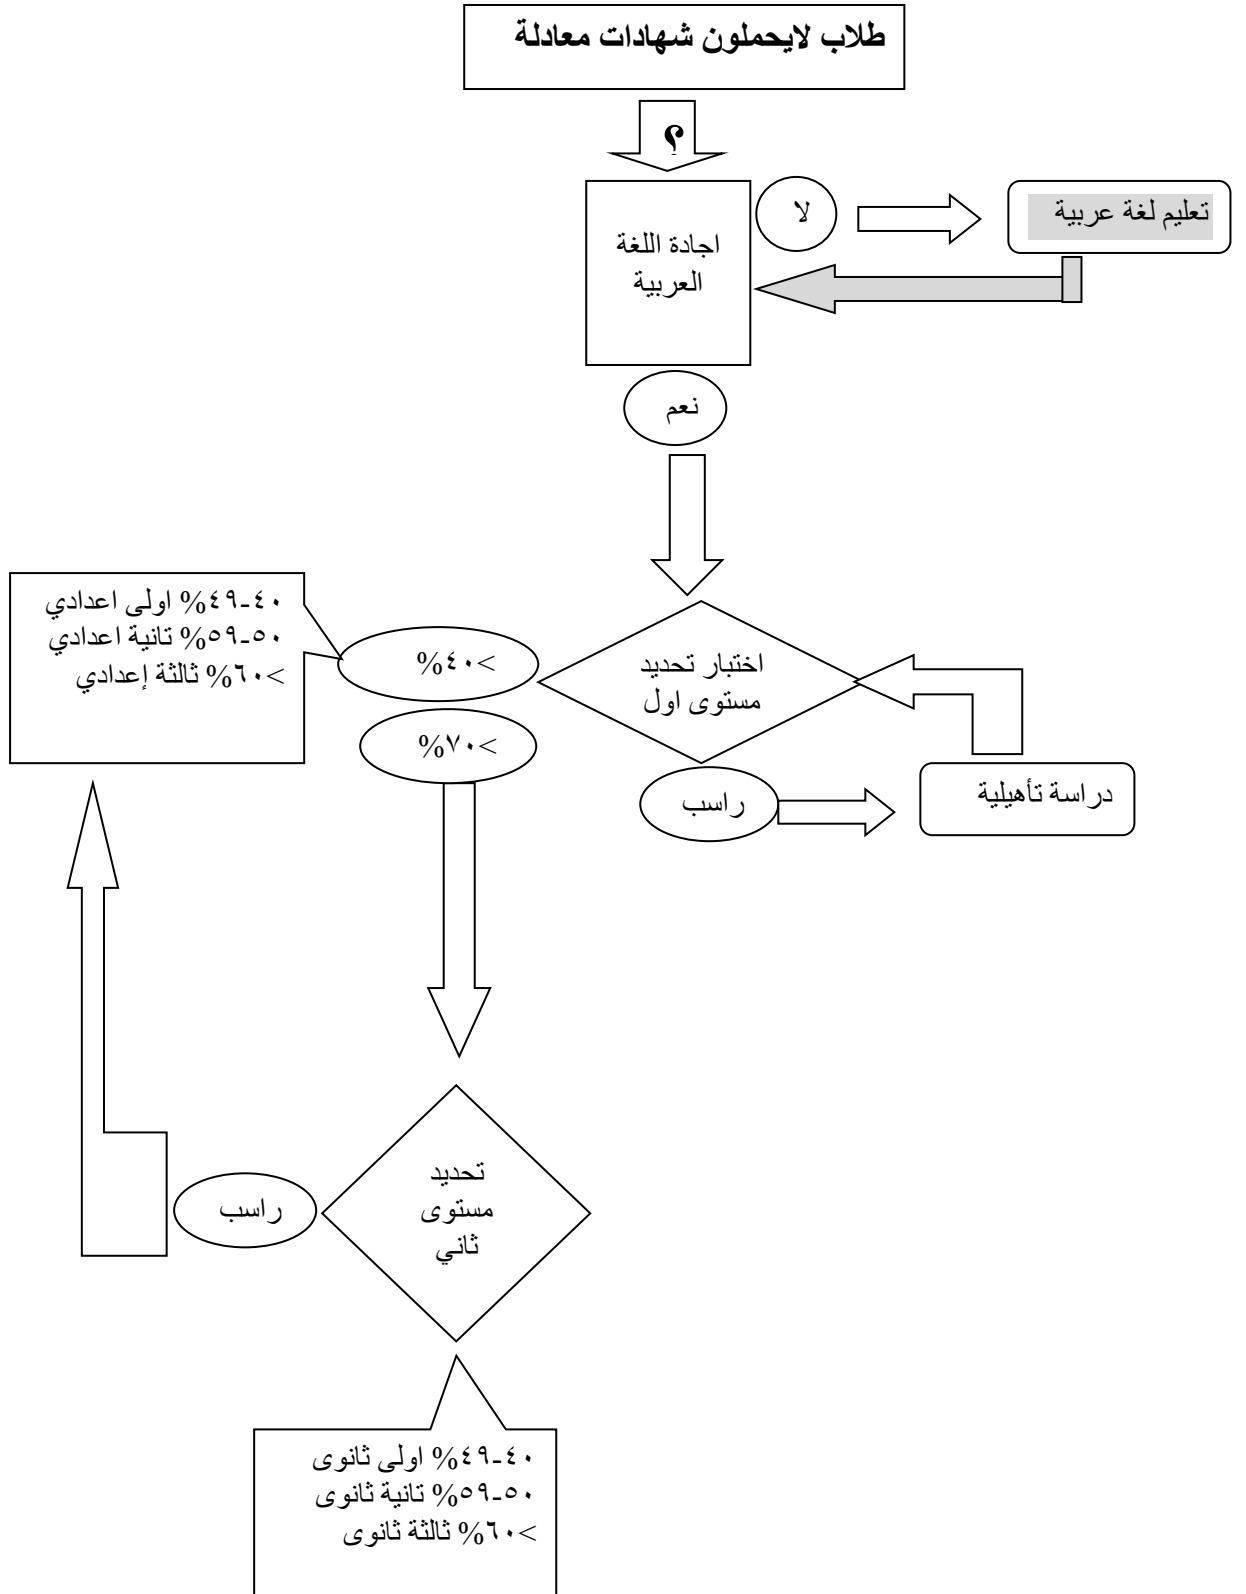 طلاب لايحملون شهادات معادلة
؟
لا
تعليم لغة عربية
اجادة اللغة
العربية
نعم
٤٠-٤٩% اولى اعدادي
٥٠-٥٩% تانية اعدادي
>٦٠% ثالثة إعدادي
>٤٠%
اختبار تحديد
مستوى اول
>٧٠%
راسب
دراسة تأهيلية
تحديد
مستوى
ثاني
راسب
٤٠-٤٩% اولى ثانوى
٥٠-٥٩% تانية ثانوى
>٦٠% ثالثة ثانوى